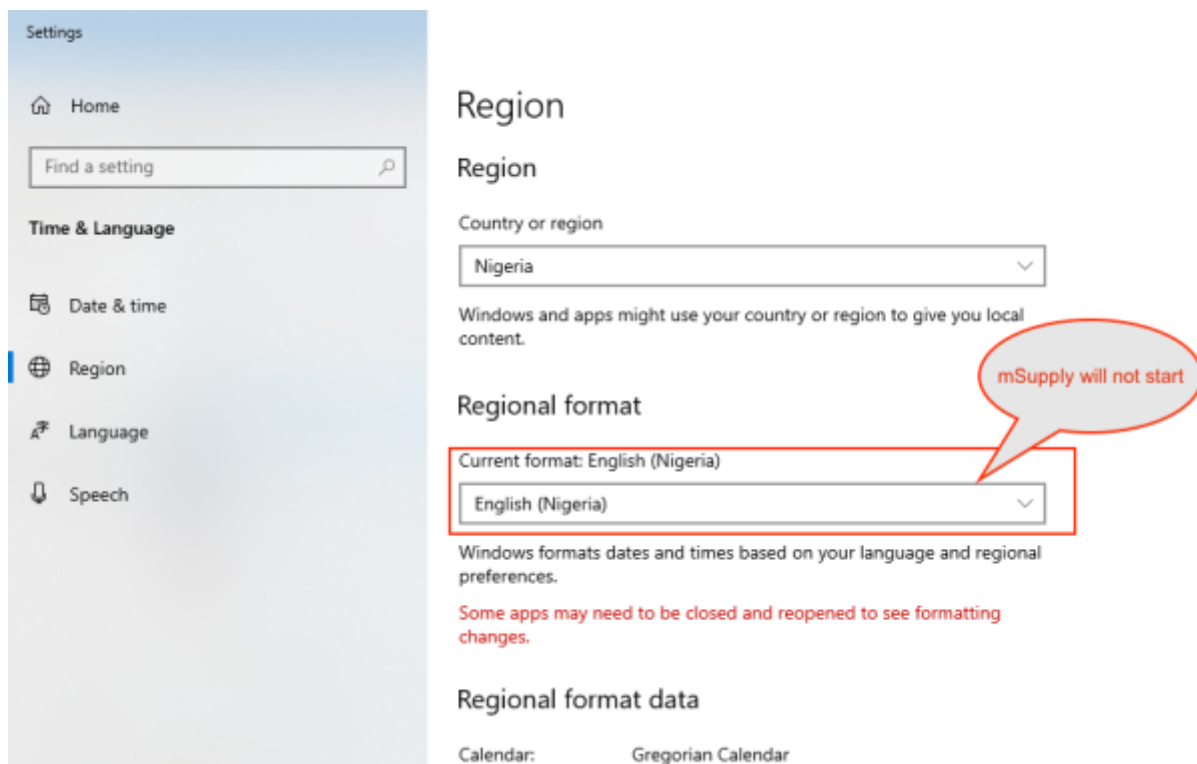 Settings
Home
Find a setting
Time & Language
Date & time
Region
Language
Speech
Region
Region
Country or region
Nigeria
Windows and apps might use your country or region to give you local
content.
mSupply will not start
Regional format
Current format: English (Nigeria)
English (Nigeria)
Windows formats dates and times based on your language and regional
preferences.
Some apps may need to be closed and reopened to see formatting
changes.
Regional format data
Calendar: Gregorian Calendar